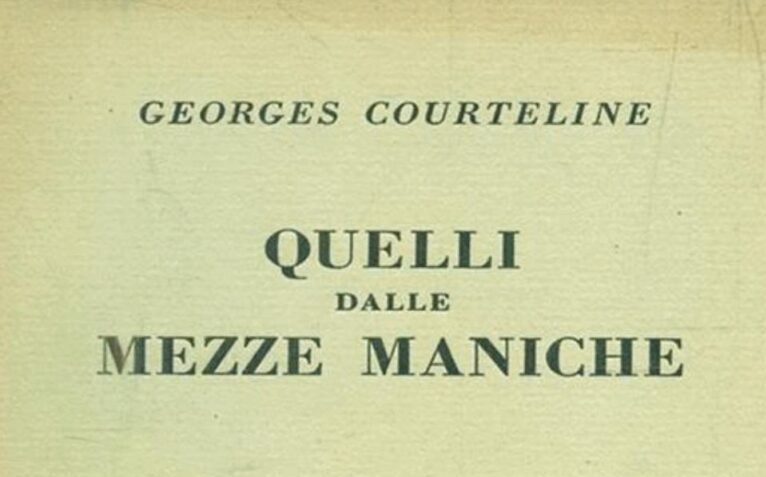 GEORGES COURTELINE
QUELLI
DALLE
MEZZE MANICHE